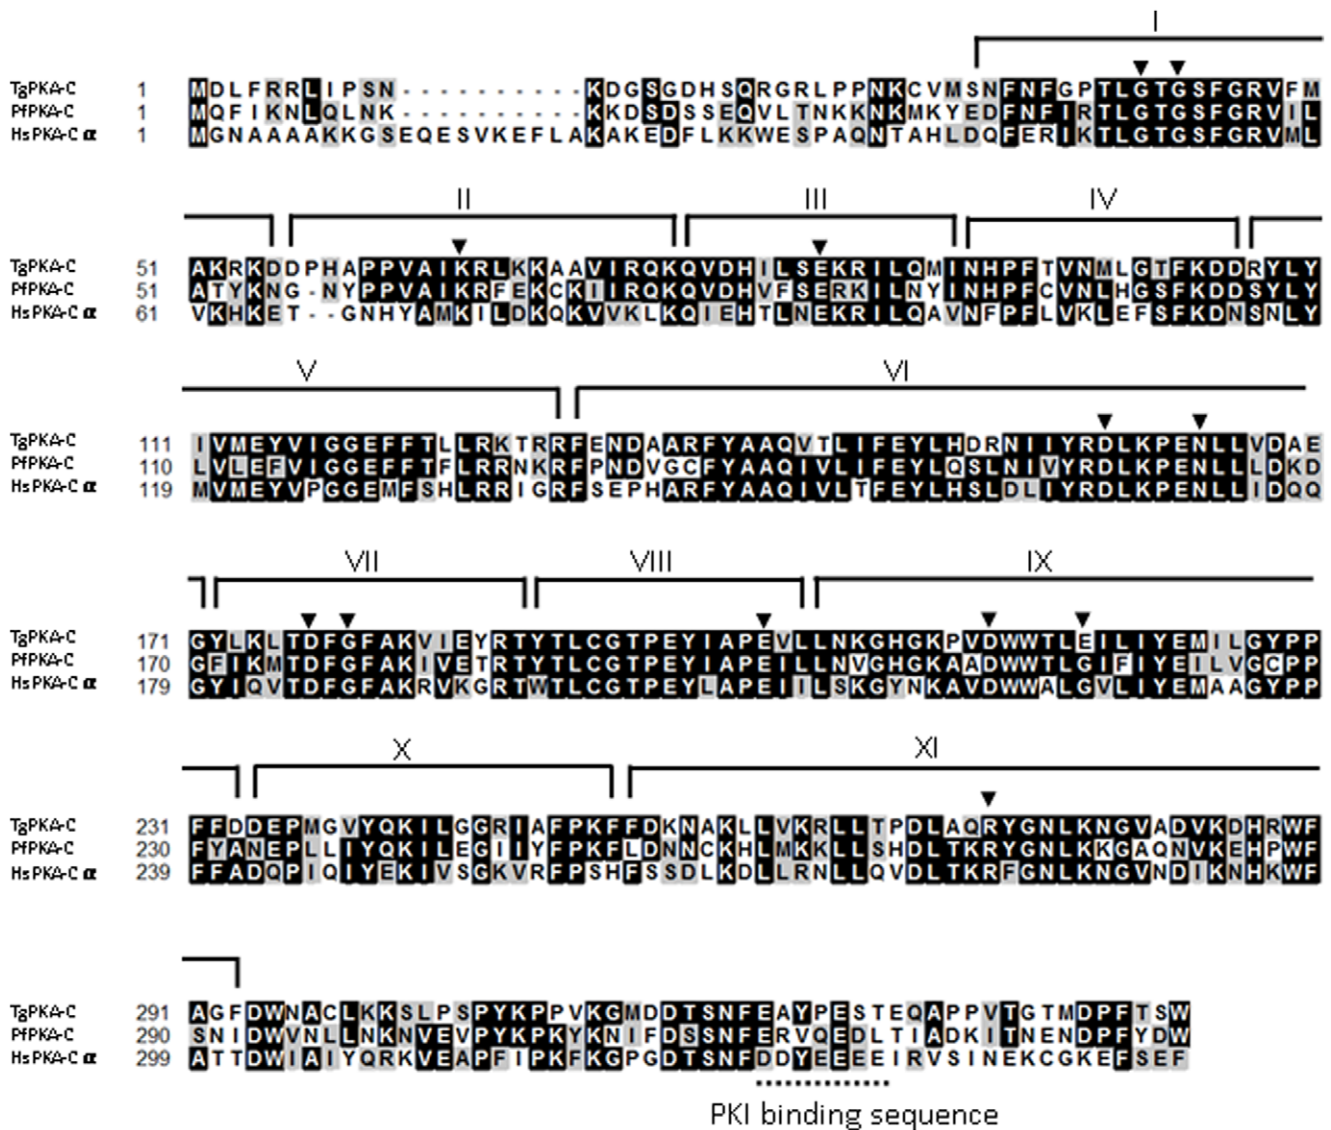 I
TgPKA-C 1 MDLFRRLIPSN----------KDGSGDHSQRGRLPPNKCVMSNFNFGPTLGTGSFGRVFM
PfPKA-C 1 MQFIKNLQLNK----------KKDSDSSEQVLTNKKNKMKYEDFNFIRTLGTGSFGRVIL
HsPKA-C α 1 MGNAAAAKKGSEQESVKEFLAKAKEDFLKKWESPAQNTAHLDQFERIKTLGTGSFGRVML
II III IV
TgPKA-C 51 AKRKDDPHAPPVAIKRLKKAAVIRQKQVDHILSEKRILQMINHPFTVNMLGTFKDDRYLY
PfPKA-C 51 ATYKNG-NYPPVAIKRFEKCKIIRQKQVDHVFSERKILNYINHPFCVNLHGSFKDDSYLY
HsPKA-C α 61 VKHKET--GNHYAMKILDKQKVVKLKQIEHTLNEKRILQAVNFPFLVKLEFSFKDNSNLY
V VI
TgPKA-C 111 IVMEYVIGGEFFTLLRKTRRFENDAARFYAAQVTLIFEYLHDRNIIYRDLKPENLLVDAE
PfPKA-C 110 LVLEFVIGGEFFTFLRRNKRFPNDVGCFYAAQIVLIFEYLQSLNIVYRDLKPENLLLDKD
HsPKA-C α 119 MVMEYVPGGEMFSHLRRIGRFSEPHARFYAAQIVLTFEYLHSLDLIYRDLKPENLLIDQQ
VII VIII IX
TgPKA-C 171 GYLKLTDFGFAKVIEYRTYTLCGTPEYIAPEVLLNKGHGKPVDWWTLEILIYEMILGYPP
PfPKA-C 170 GFIKMTDFGFAKIVETRTYTLCGTPEYIAPEILLNVGHGKAADWWTLGIFIYEILVGCPP
HsPKA-C α 179 GYIQVTDFGFAKRVKGRTWTLCGTPEYLAPEIILSKGYNKAVDWWALGVLIYEMAAGYPP
X XI
TgPKA-C 231 FFDDEPMGVYQKILGGRIAFPKFFDKNAKLLVKRLLTPDLAQRYGNLKNGVADVKDHRWF
PfPKA-C 230 FYANEPLLIYQKILEGIIYFPKFLDNNCKHLMKKLLSHDLTKRYGNLKKGAQNVKEHPWF
HsPKA-C α 239 FFADQPIQIYEKIVSGKVRFPSHFSSDLKDLLRNLLQVDLTKRFGNLKNGVNDIKNHKWF
TgPKA-C 291 AGFDWNACLKKSLPSPYKPPVKGMDDTSNFEAYPESTEQAPPVTGTMDPFTSW
PfPKA-C 290 SNIDWVNLLNKNVEVPYKPKYKNIFDSSNFERVQEDLTIADKITNENDPFYDW
HsPKA-C α 299 ATTDWIAIYQRKVEAPFIPKFKGPGDTSNFDDYEEEEIRVSINEKCGKEFSEF
PKI binding sequence